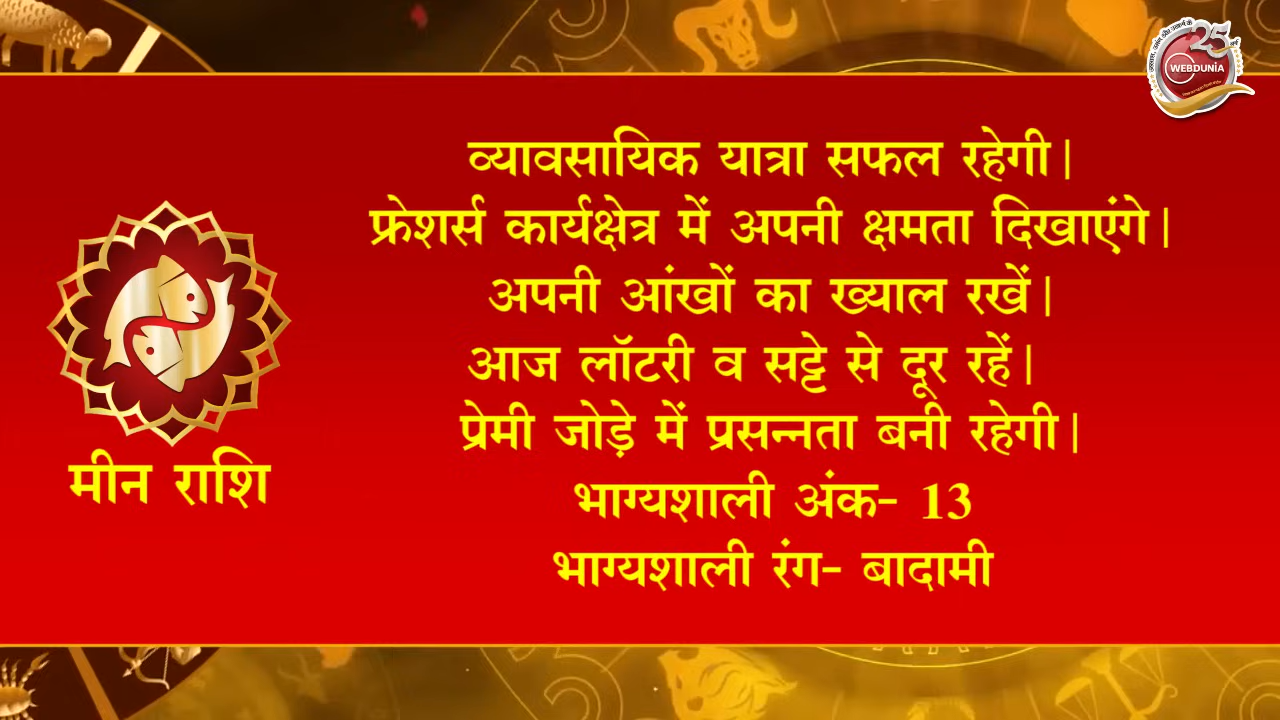 25
WEBDUNIA
व्यावसायिक यात्रा सफल रहेगी।
फ्रेशर्स कार्यक्षेत्र में अपनी क्षमता दिखाएंगे।
अपनी आंखों का ख्याल रखें।
आज लॉटरी व सट्टे से दूर रहें।
प्रेमी जोड़े में प्रसन्नता बनी रहेगी।
भाग्यशाली अंक- 13
भाग्यशाली रंग- बादामी
मीन राशि